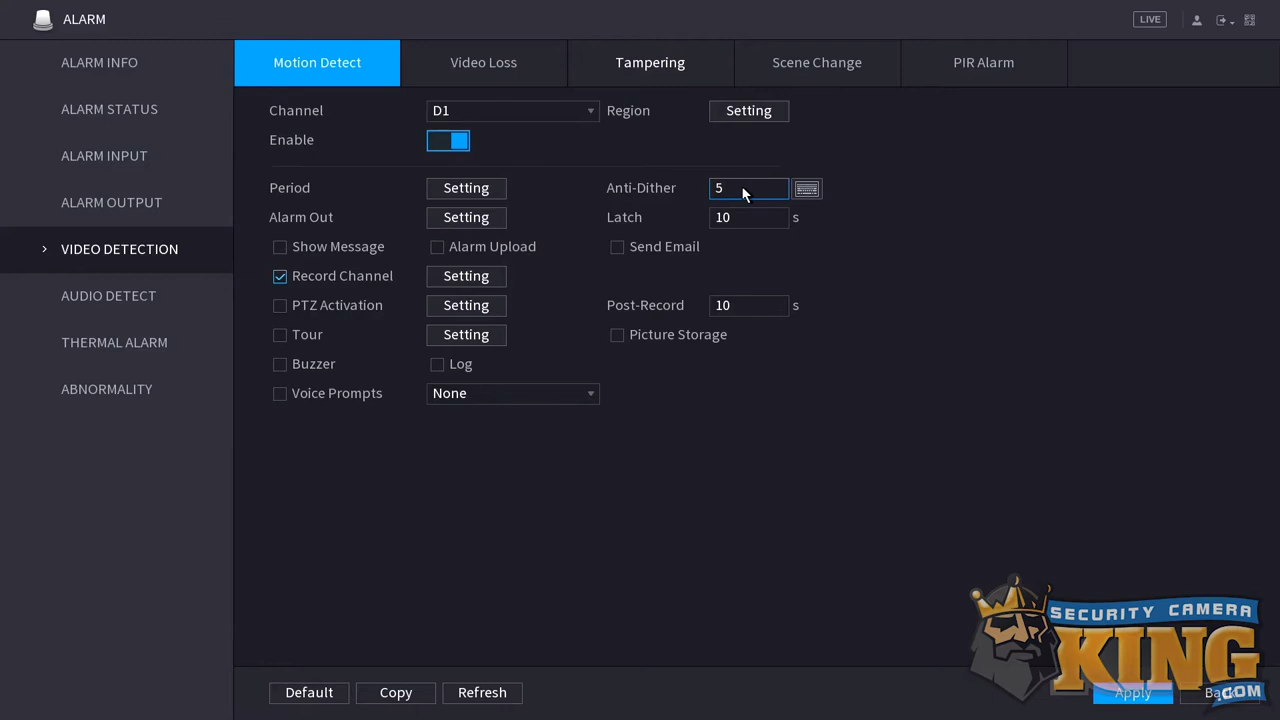 ALARM
LIVE
ALARM INFO
ALARM STATUS
ALARM INPUT
ALARM OUTPUT
VIDEO DETECTION
AUDIO DETECT
THERMAL ALARM
ABNORMALITY
Motion Detect Video Loss Tampering Scene Change PIR Alarm
Channel D1 Region Setting
Enable
Period Setting Anti-Dither 5
Alarm Out Setting Latch 10 s
Show Message Alarm Upload Send Email
Record Channel Setting
PTZ Activation Setting Post-Record 10 s
Tour Setting Picture Storage
Buzzer Log
Voice Prompts None
Default Copy Refresh Apply Back
SECURITY CAMERA
KING
.COM